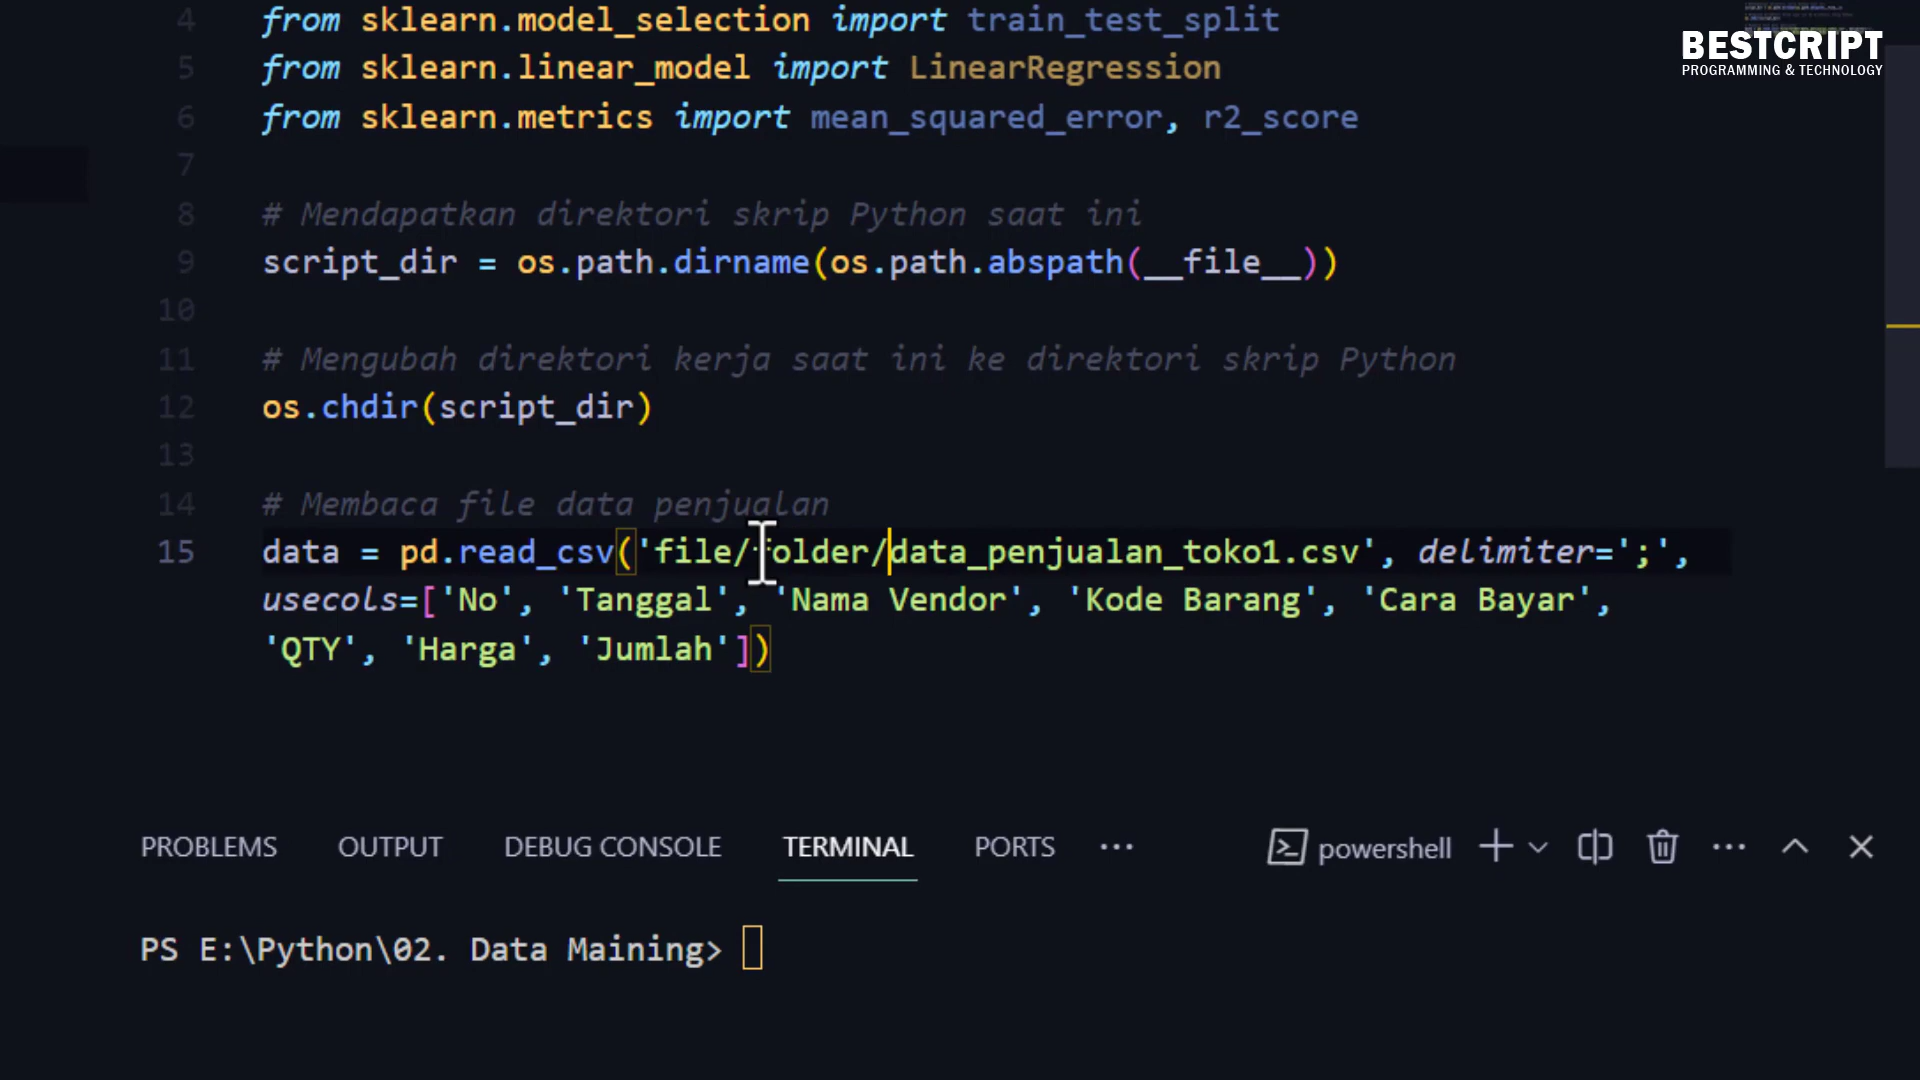 BESTCRIPT
PROGRAMMING & TECHNOLOGY
4 from sklearn.model_selection import train_test_split
5 from sklearn.linear_model import LinearRegression
6 from sklearn.metrics import mean_squared_error, r2_score
7
8 # Mendapatkan direktori skrip Python saat ini
9 script_dir = os.path.dirname(os.path.abspath(__file__))
10
11 # Mengubah direktori kerja saat ini ke direktori skrip Python
12 os.chdir(script_dir)
13
14 # Membaca file data penjualan
15 data = pd.read_csv('file/folder/data_penjualan_toko1.csv', delimiter=';',
usecols=['No', 'Tanggal', 'Nama Vendor', 'Kode Barang', 'Cara Bayar',
'QTY', 'Harga', 'Jumlah'])
PROBLEMS OUTPUT DEBUG CONSOLE TERMINAL PORTS ··· powershell
PS E:\Python\02. Data Maining>